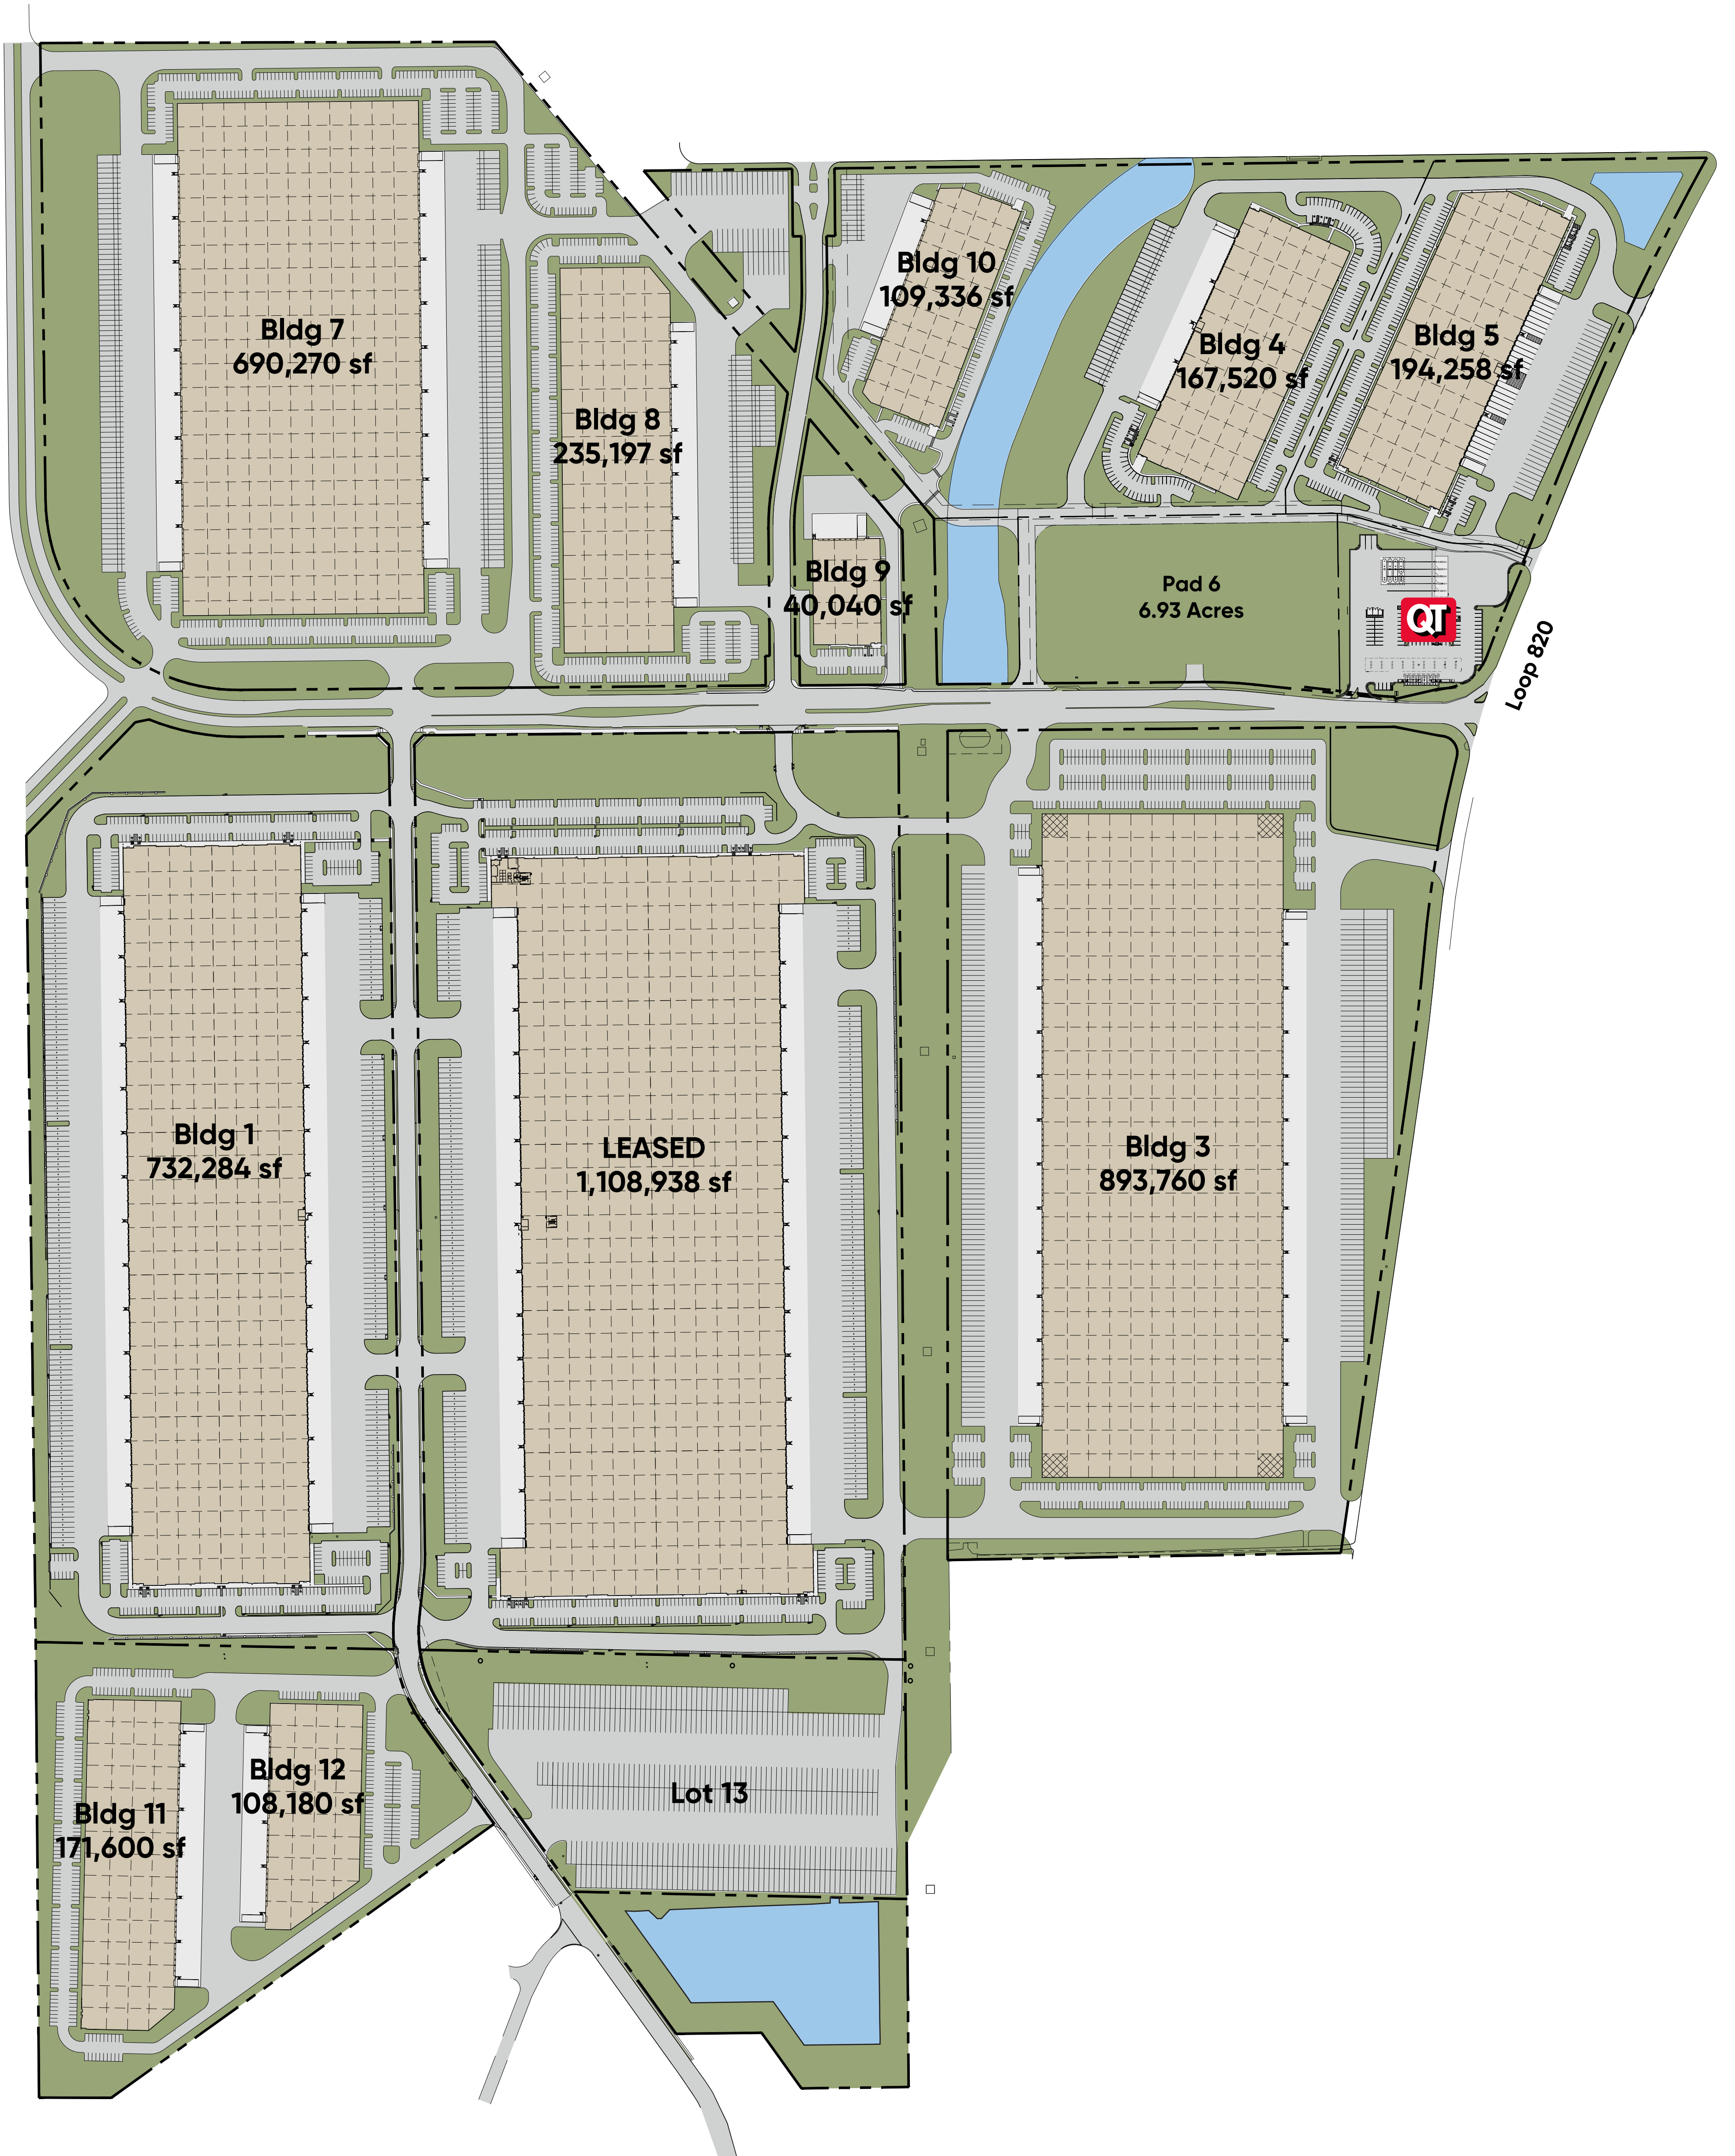 Bldg 7
690,270 sf
Bldg 8
235,197 sf
Bldg 10
109,336 sf
Bldg 4
167,520 sf
Bldg 5
194,258 sf
Bldg 9
40,040 sf
Pad 6
6.93 Acres
QT
Loop 820
Bldg 1
732,284 sf
LEASED
1,108,938 sf
Bldg 3
893,760 sf
Bldg 11
171,600 sf
Bldg 12
108,180 sf
Lot 13